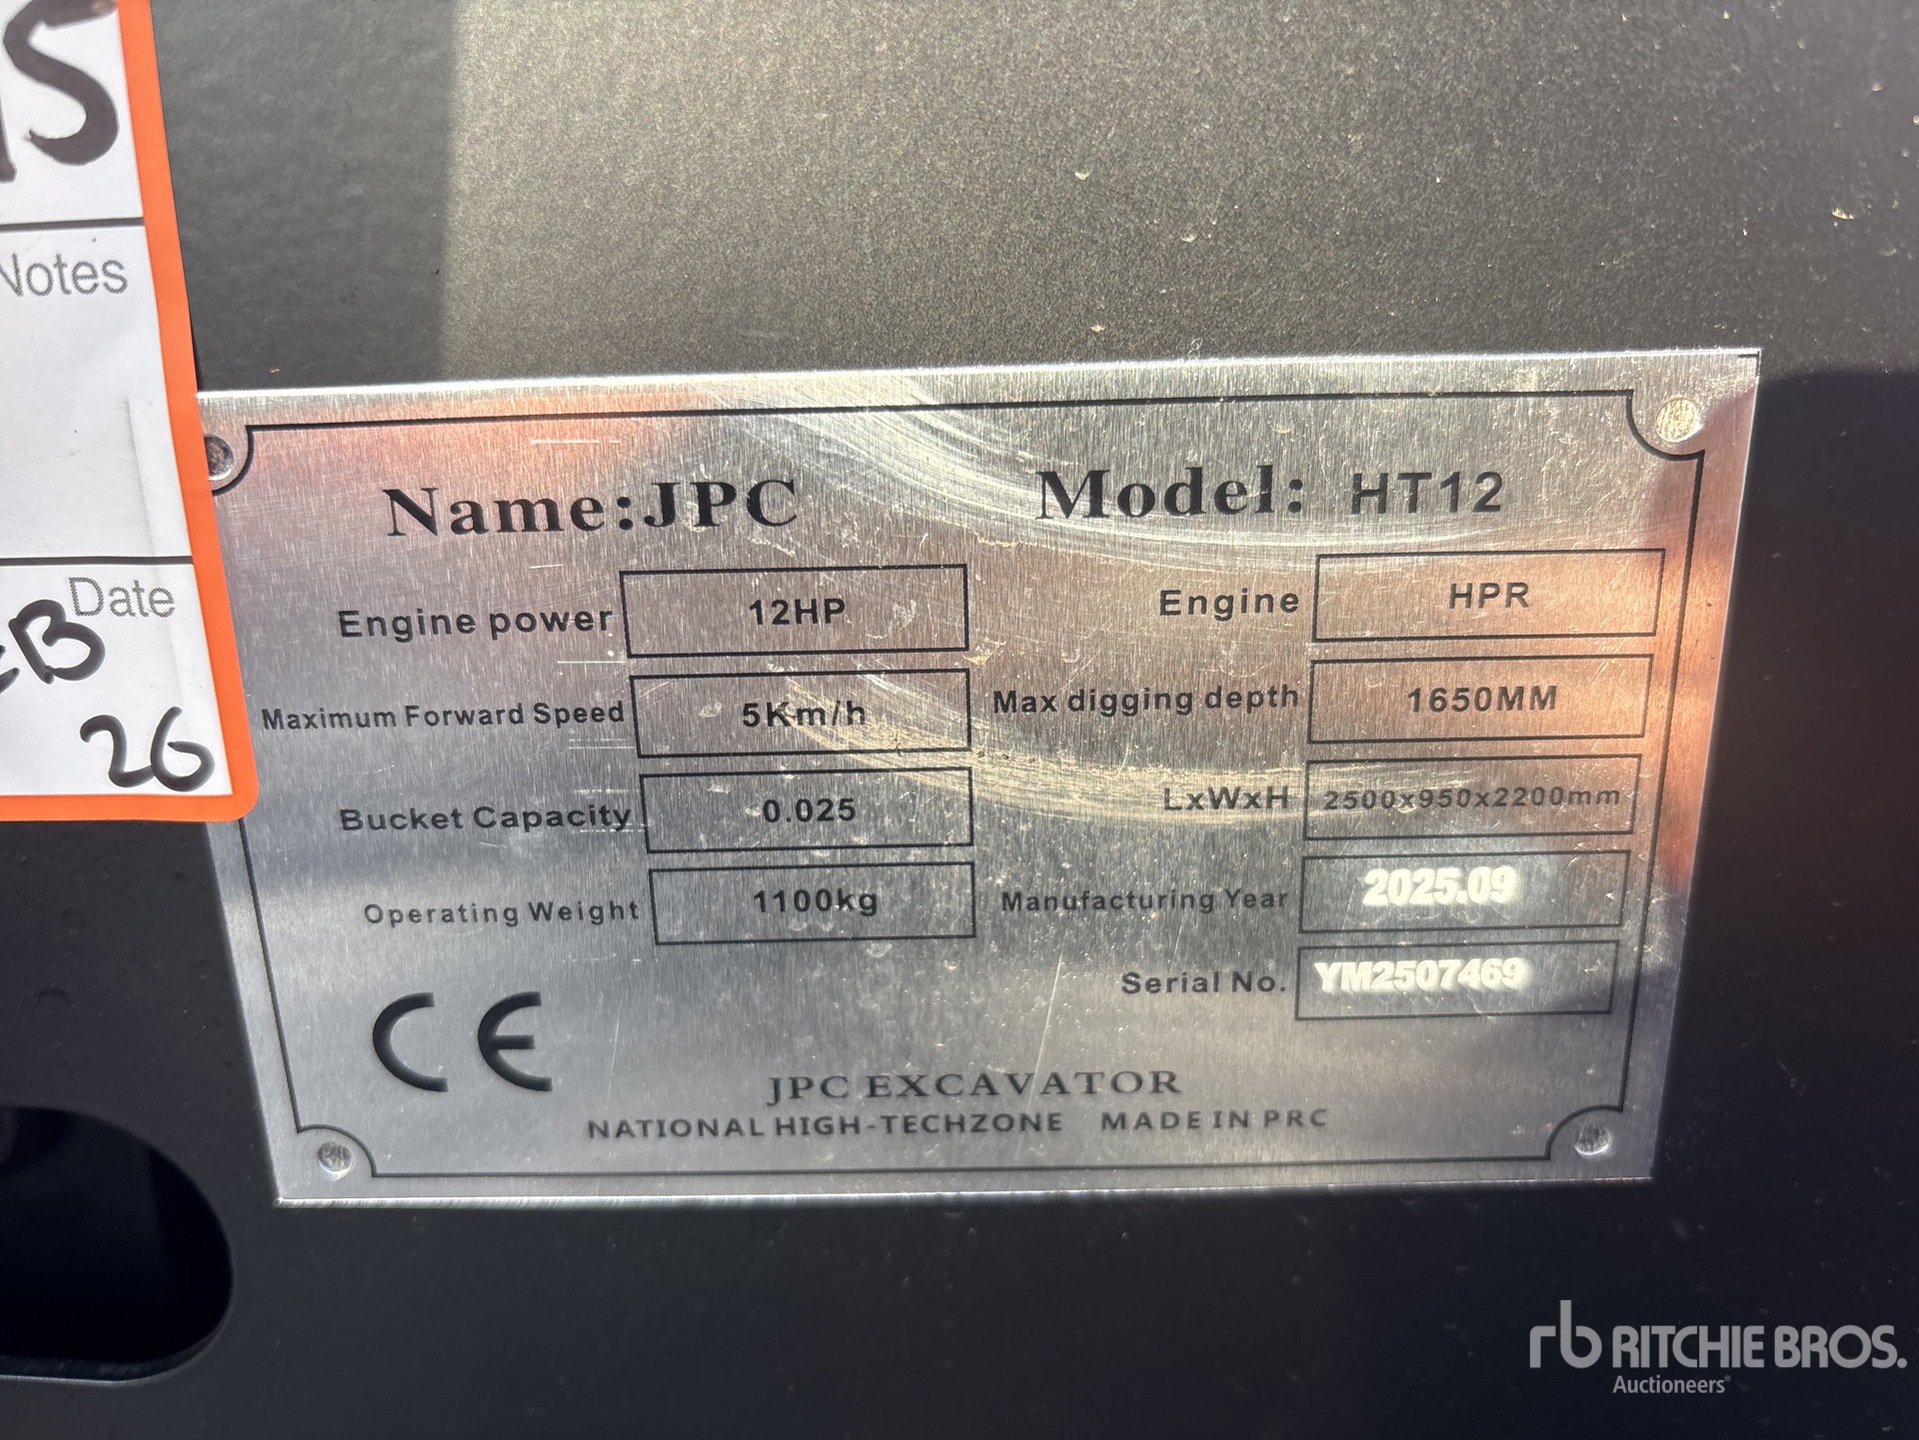 Notes
Date
26
Name:JPC Model: HT12
Engine power 12HP Engine HPR
Maximum Forward Speed 5Km/h Max digging depth 1650MM
Bucket Capacity 0.025 LxWxH 2500x950x2200mm
Operating Weight 1100kg Manufacturing Year 2025.09
Serial No. YM2507469
CE
JPC EXCAVATOR
NATIONAL HIGH-TECHZONE MADE IN PRC
rb RITCHIE BROS.
Auctioneers